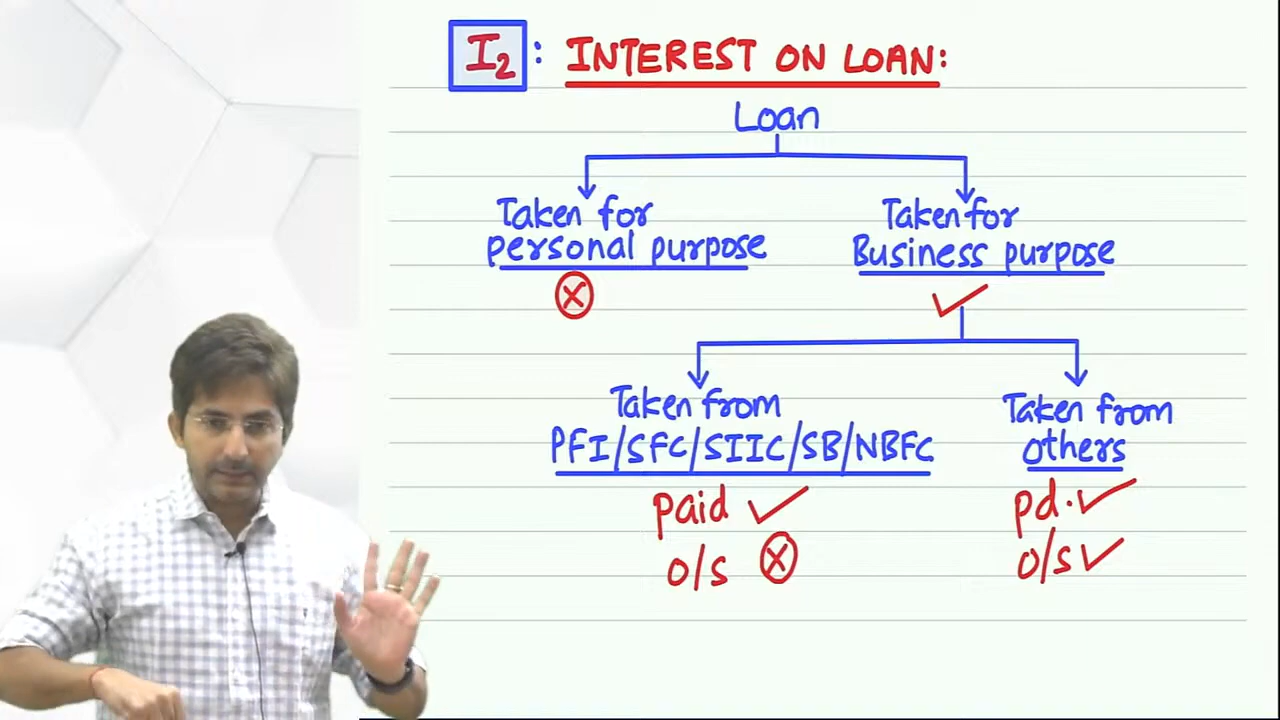 I2 : INTEREST ON LOAN:
Loan
Taken for
personal purpose
Taken for
Business purpose
Taken from
PFI/SFC/SIIC/SB/NBFC
paid ✓
o/s ⓧ
Taken from
others
pd. ✓
o/s ✓